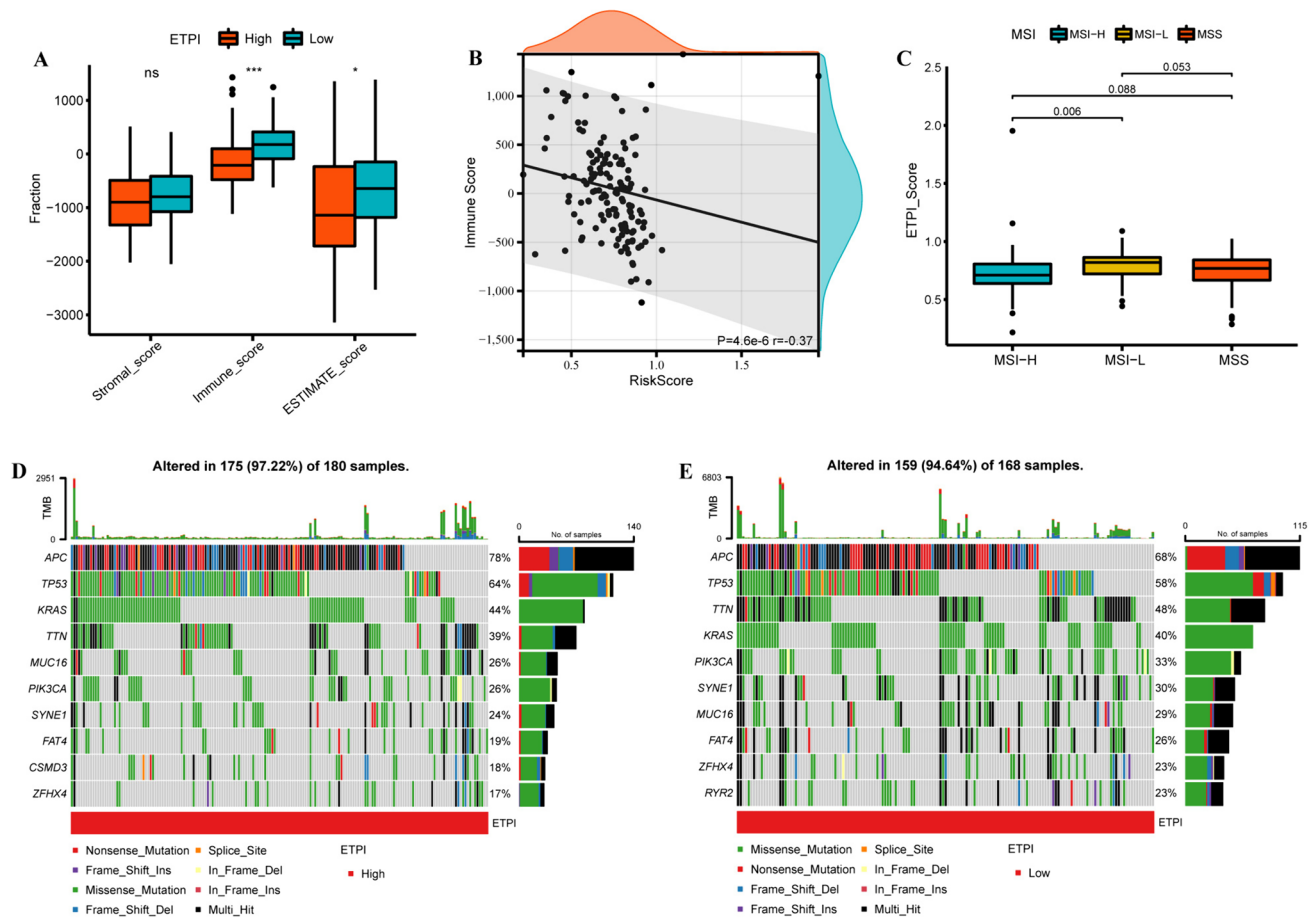 A
ETPI High Low
ns
***
*
Fraction
1000
0
−1000
−2000
−3000
Stromal_score
Immune_score
ESTIMATE_score
B
Immune Score
1,000
500
0
−500
−1,000
−1,500
P=4.6e-6 r=-0.37
0.5
1.0
1.5
RiskScore
C
MSI MSI−H MSI−L MSS
ETPI_Score
2.5
2.0
1.5
1.0
0.5
0.053
0.088
0.006
MSI−H
MSI−L
MSS
D
Altered in 175 (97.22%) of 180 samples.
TMB
2951
0
0
140
No. of samples
APC 78%
TP53 64%
KRAS 44%
TTN 39%
MUC16 26%
PIK3CA 26%
SYNE1 24%
FAT4 19%
CSMD3 18%
ZFHX4 17%
ETPI
Nonsense_Mutation
Frame_Shift_Ins
Missense_Mutation
Frame_Shift_Del
Splice_Site
In_Frame_Del
In_Frame_Ins
Multi_Hit
ETPI
High
E
Altered in 159 (94.64%) of 168 samples.
TMB
6803
0
0
115
No. of samples
APC 68%
TP53 58%
TTN 48%
KRAS 40%
PIK3CA 33%
SYNE1 30%
MUC16 29%
FAT4 26%
ZFHX4 23%
RYR2 23%
ETPI
Missense_Mutation
Nonsense_Mutation
Frame_Shift_Del
Frame_Shift_Ins
Splice_Site
In_Frame_Del
In_Frame_Ins
Multi_Hit
ETPI
Low